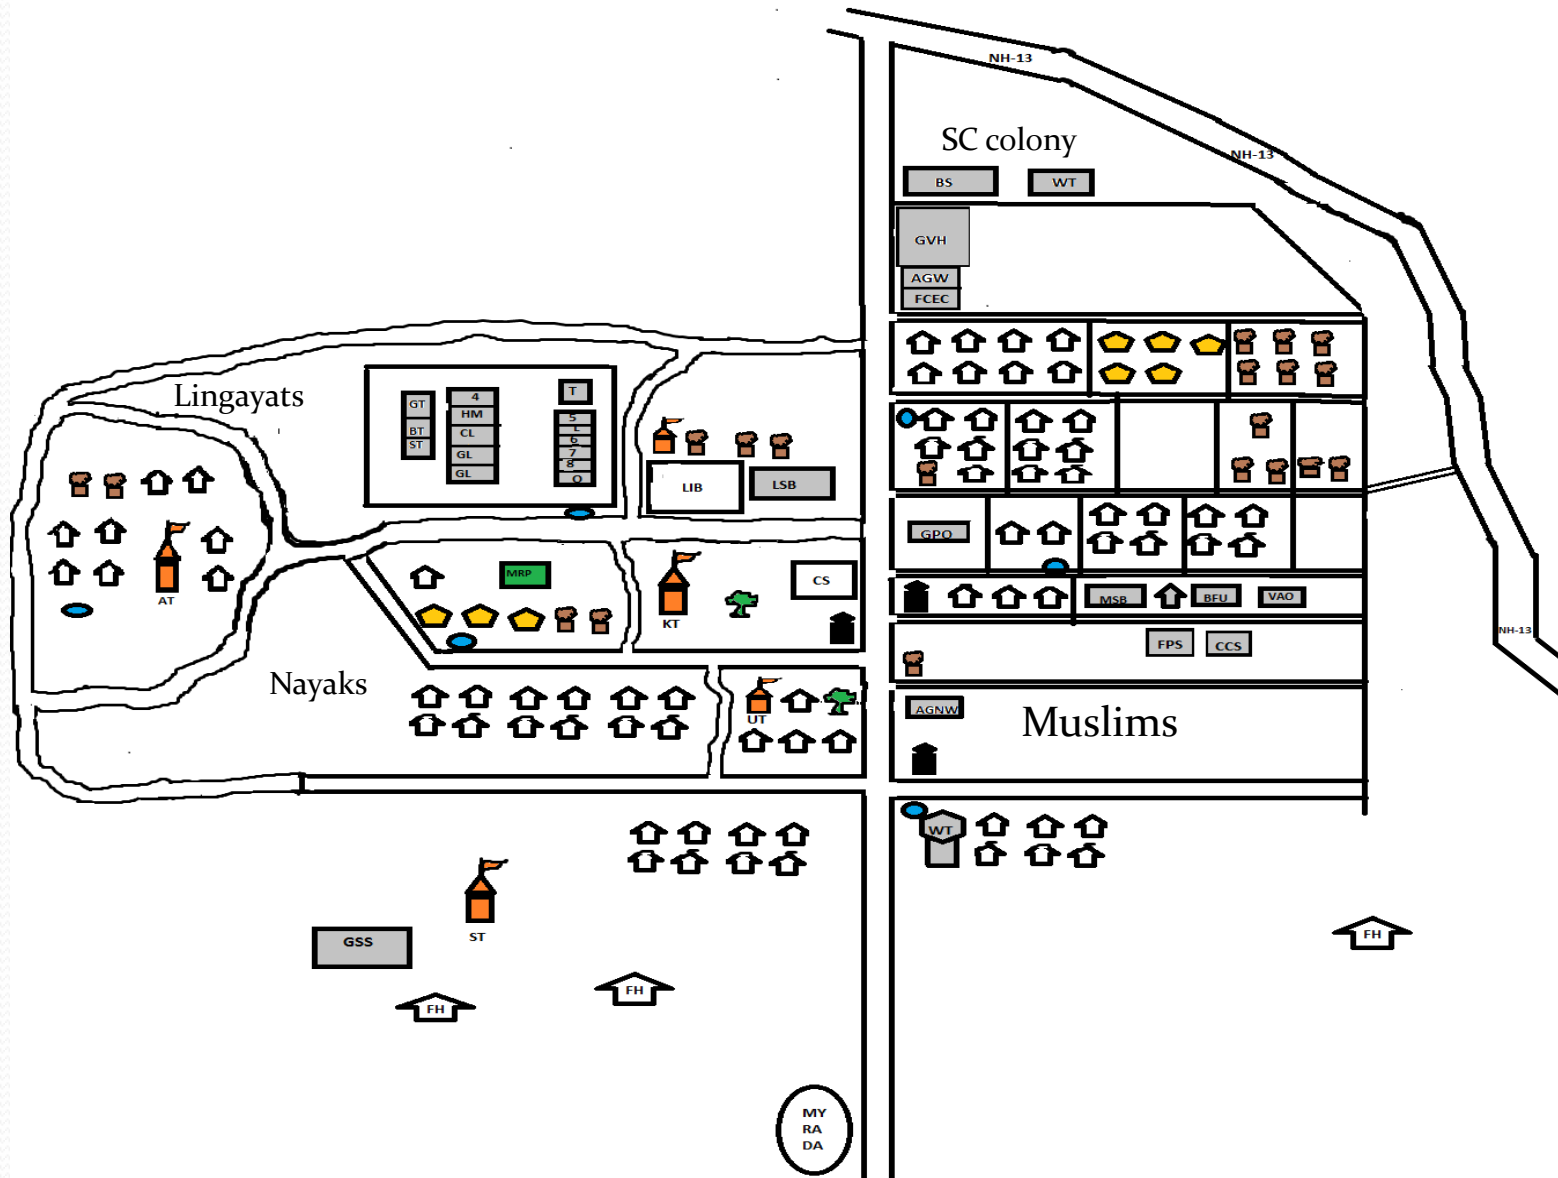 NH-13
SC colony
NH-13
BS
WT
GVH
AGW
FCEC
Lingayats
GT
BT
ST
4
HM
CL
GL
GL
T
5
L
6
7
8
O
LIB
LSB
GPO
MRP
CS
AT
KT
MSB
BFU
VAO
NH-13
FPS
CCS
Nayaks
UT
AGNW
Muslims
WT
ST
GSS
FH
FH
FH
MY
RA
DA